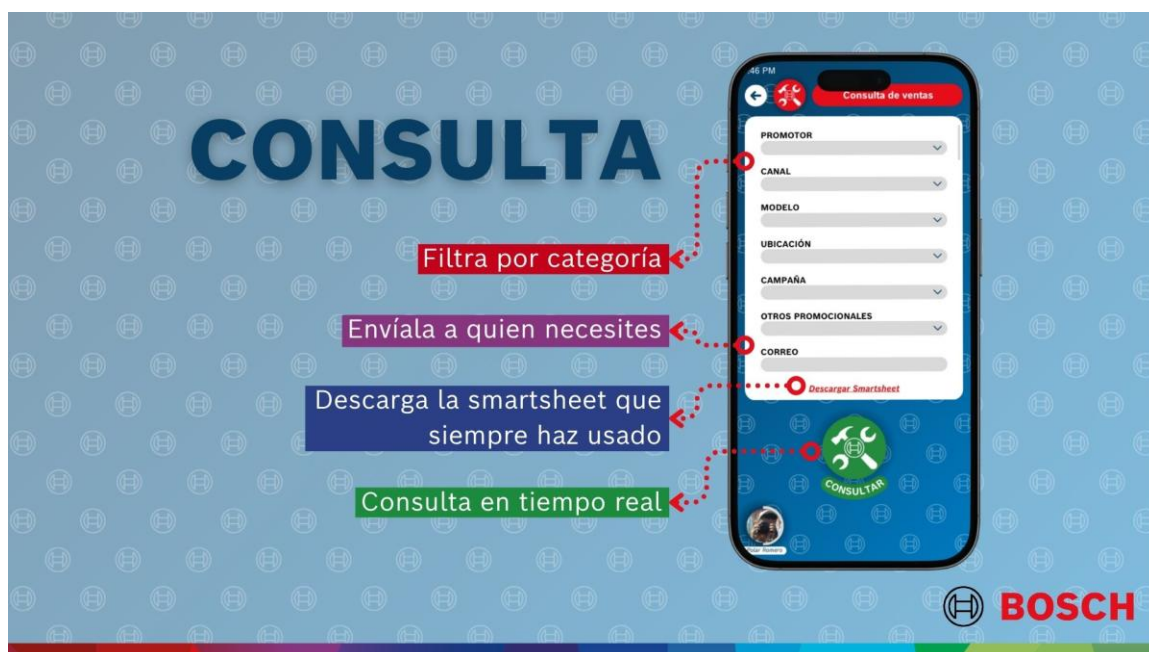 CONSULTA
Filtra por categoría
Envíala a quien necesites
Descarga la smartsheet que
siempre haz usado
Consulta en tiempo real
:46 PM
Consulta de ventas
PROMOTOR
CANAL
MODELO
UBICACIÓN
CAMPAÑA
OTROS PROMOCIONALES
CORREO
Descargar Smartsheet
CONSULTAR
Romero
BOSCH